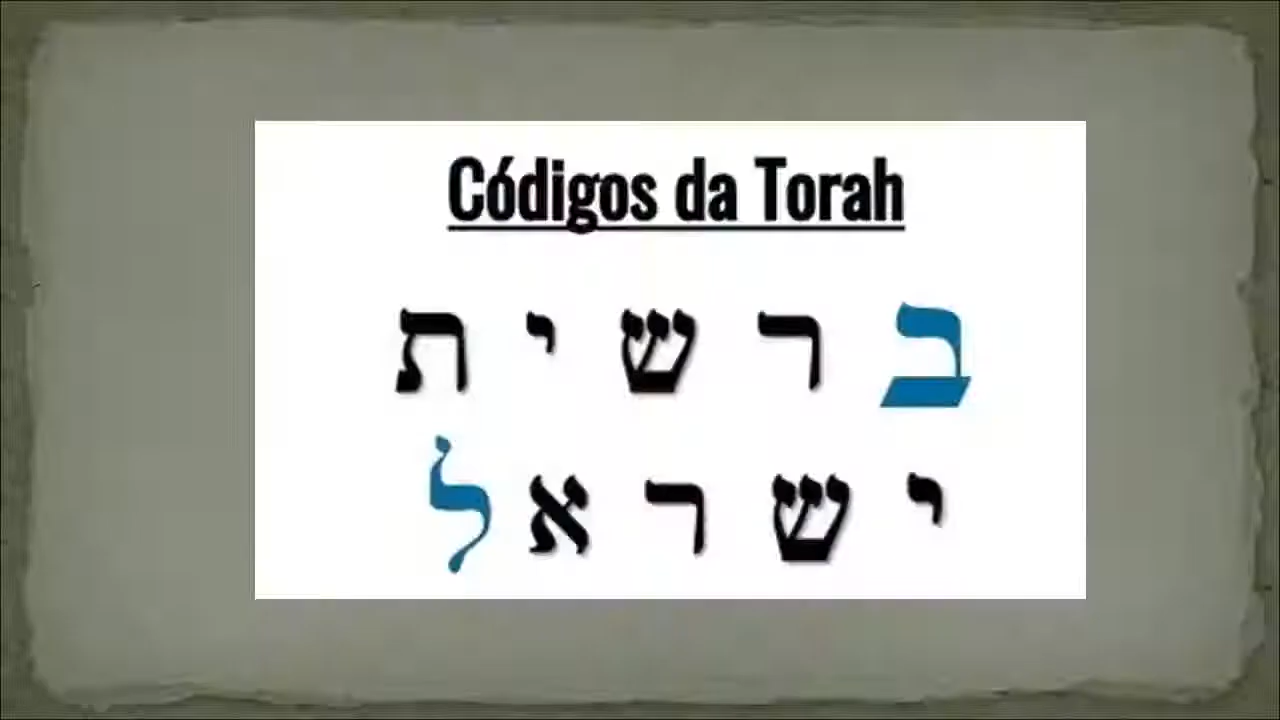 Códigos da Torah
ב ר ש י ת
י ש ר א ל